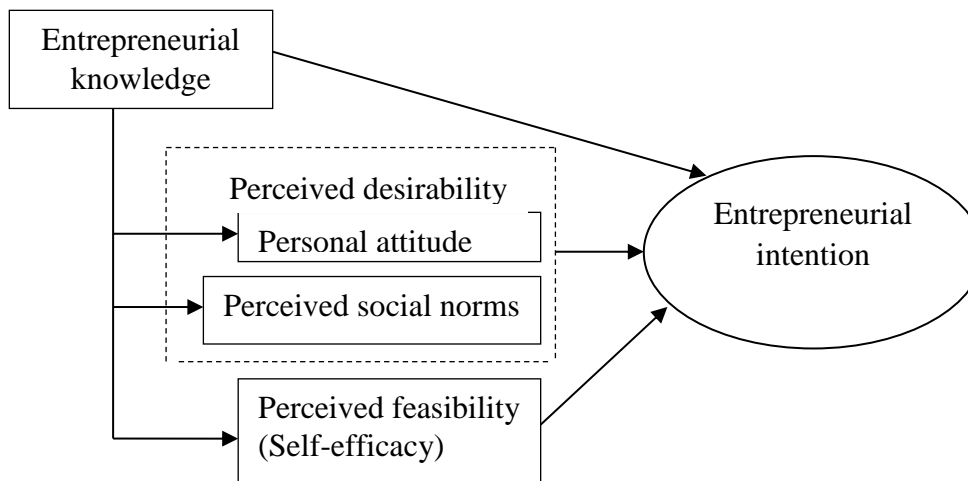 Entrepreneurial
knowledge
Perceived desirability
Personal attitude
Perceived social norms
Perceived feasibility
(Self-efficacy)
Entrepreneurial
intention